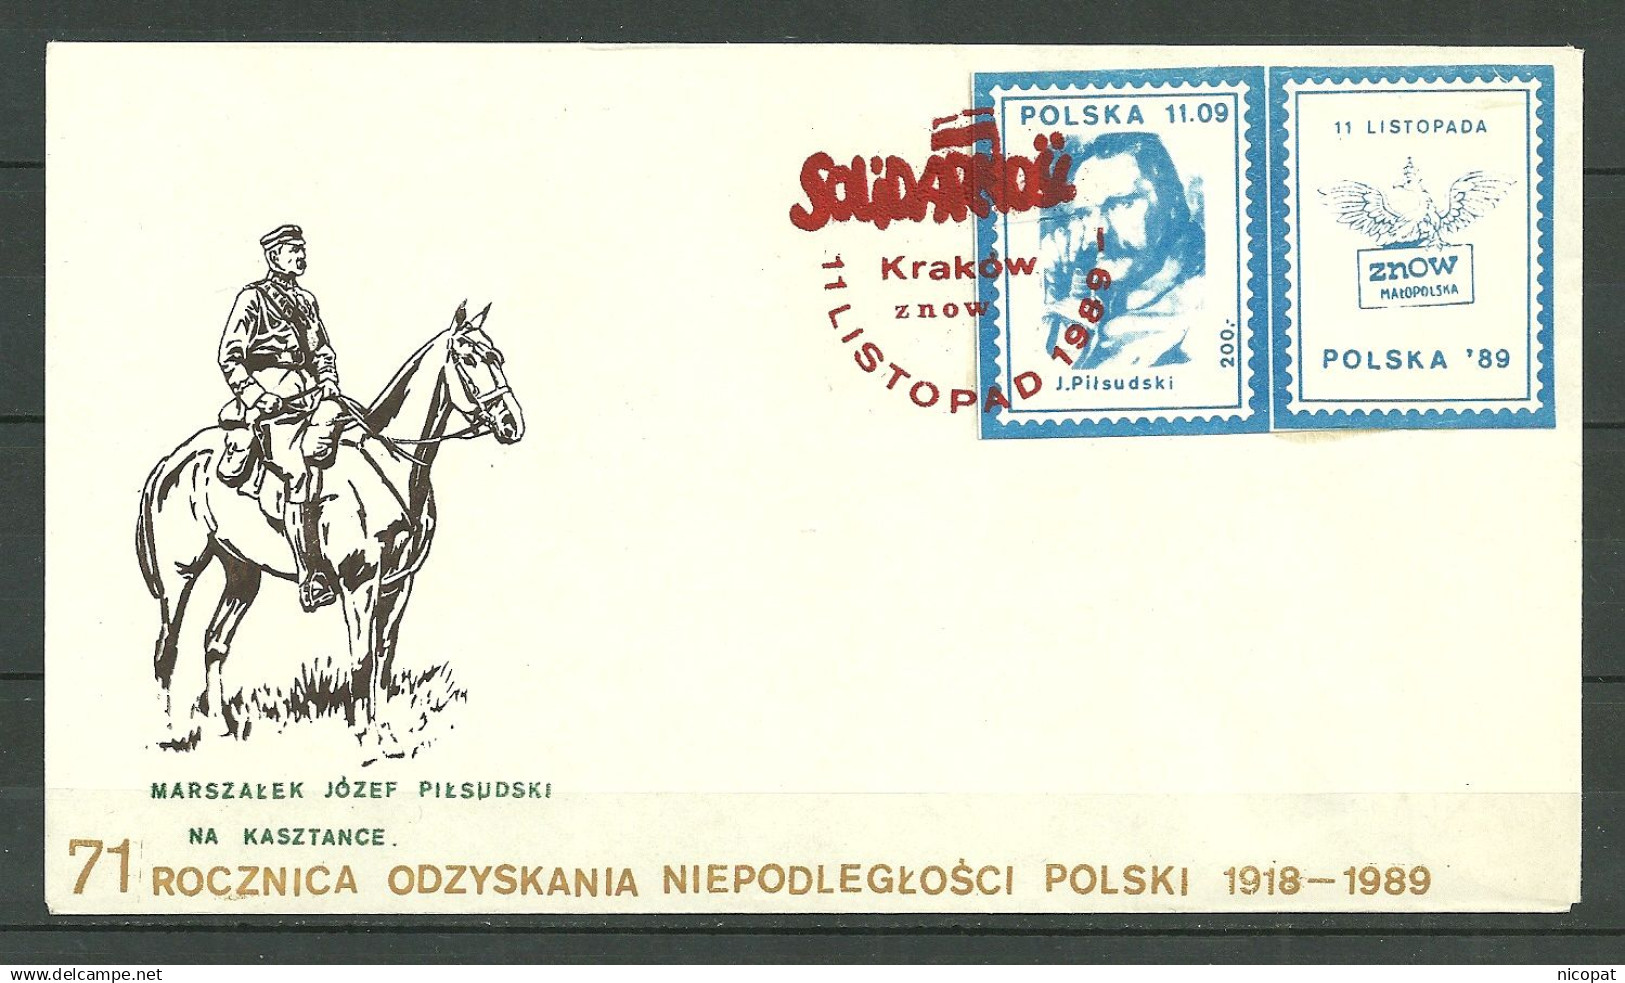 POLSKA 11.09
11 LISTOPADA
SOLIDARNOŚĆ
Kraków
znow
11 LISTOPAD 1989 –
200,-
J.Piłsudski
znow
MAŁOPOLSKA
POLSKA '89
MARSZAŁEK JÓZEF PIŁSUDSKI
NA KASZTANCE.
71 ROCZNICA ODZYSKANIA NIEPODLEGŁOŚCI POLSKI 1918–1989
delcampe.net
nicopat